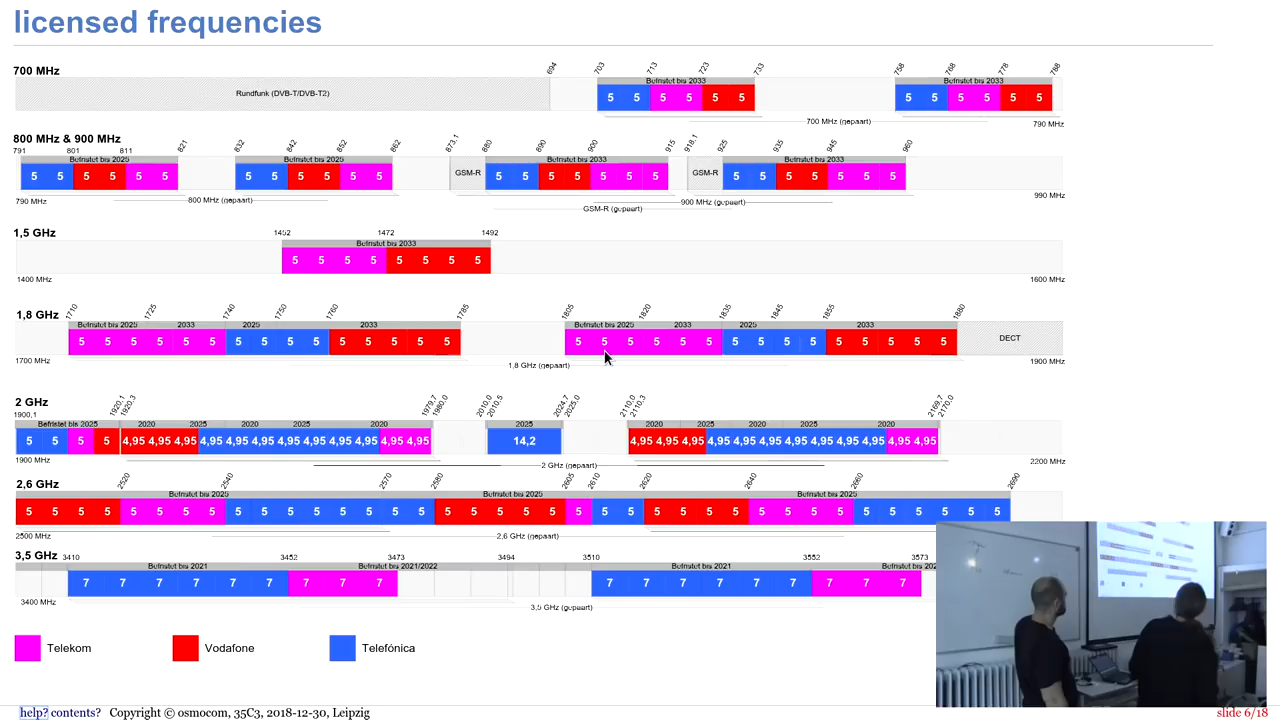 licensed frequencies
700 MHz
694 703 713 723 733 758 768 778 788
Befristet bis 2033 Befristet bis 2033
Rundfunk (DVB-T/DVB-T2) 5 5 5 5 5 5 5 5 5 5 5 5
700 MHz (gepaart) 790 MHz
800 MHz & 900 MHz
791 801 811 821 832 842 852 862 873,1 880 890 900 915 918,1 925 935 945 960
Befristet bis 2025 Befristet bis 2025 Befristet bis 2033 Befristet bis 2033
5 5 5 5 5 5 5 5 5 5 5 5 GSM-R 5 5 5 5 5 5 5 GSM-R 5 5 5 5 5 5 5
790 MHz 800 MHz (gepaart) 900 MHz (gepaart) 990 MHz
GSM-R (gepaart)
1,5 GHz 1452 1472 1492
Befristet bis 2033
5 5 5 5 5 5 5 5
1400 MHz 1600 MHz
1,8 GHz 1710 1725 1740 1750 1760 1785 1805 1820 1835 1845 1855 1880
Befristet bis 2025 2033 2025 2033 Befristet bis 2025 2033 2025 2033
5 5 5 5 5 5 5 5 5 5 5 5 5 5 5 5 5 5 5 5 5 5 5 5 5 5 5 5 5 5 DECT
1700 MHz 1,8 GHz (gepaart) 1900 MHz
2 GHz
1900,1 1920,1 1920,3 1979,7 1980,0 2010,0 2010,5 2024,7 2025,0 2110,0 2110,3 2169,7 2170,0
Befristet bis 2025 2020 2025 2020 2025 2020 2025 2020 2025 2020 2025 2020
5 5 5 5 4,95 4,95 4,95 4,95 4,95 4,95 4,95 4,95 4,95 4,95 4,95 4,95 14,2 4,95 4,95 4,95 4,95 4,95 4,95 4,95 4,95 4,95 4,95 4,95 4,95
1900 MHz 2 GHz (gepaart) 2200 MHz
2,6 GHz 2520 2540 2570 2580 2605 2610 2620 2640 2660 2690
Befristet bis 2025 Befristet bis 2025 Befristet bis 2025
5 5 5 5 5 5 5 5 5 5 5 5 5 5 5 5 5 5 5 5 5 5 5 5 5 5 5 5 5 5 5 5 5 5 5 5 5 5
2500 MHz 2,6 GHz (gepaart)
3,5 GHz 3410 3452 3473 3494 3510 3552 3573
Befristet bis 2021 Befristet bis 2021/2022 Befristet bis 2021 Befristet bis 202
7 7 7 7 7 7 7 7 7 7 7 7 7 7 7 7 7 7
3400 MHz 3,5 GHz (gepaart)
Telekom Vodafone Telefónica
help? contents? Copyright © osmocom, 35C3, 2018-12-30, Leipzig slide 6/18